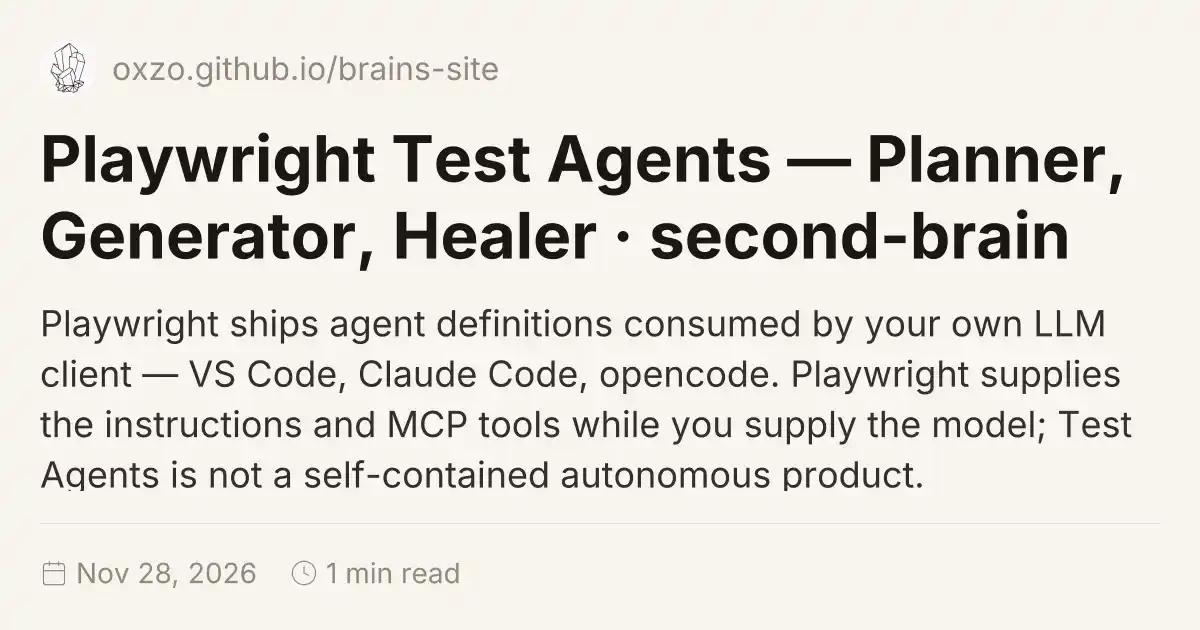 oxzo.github.io/brains-site
Playwright Test Agents — Planner,
Generator, Healer · second-brain
Playwright ships agent definitions consumed by your own LLM
client — VS Code, Claude Code, opencode. Playwright supplies
the instructions and MCP tools while you supply the model; Test
Agents is not a self-contained autonomous product.
Nov 28, 2026 1 min read